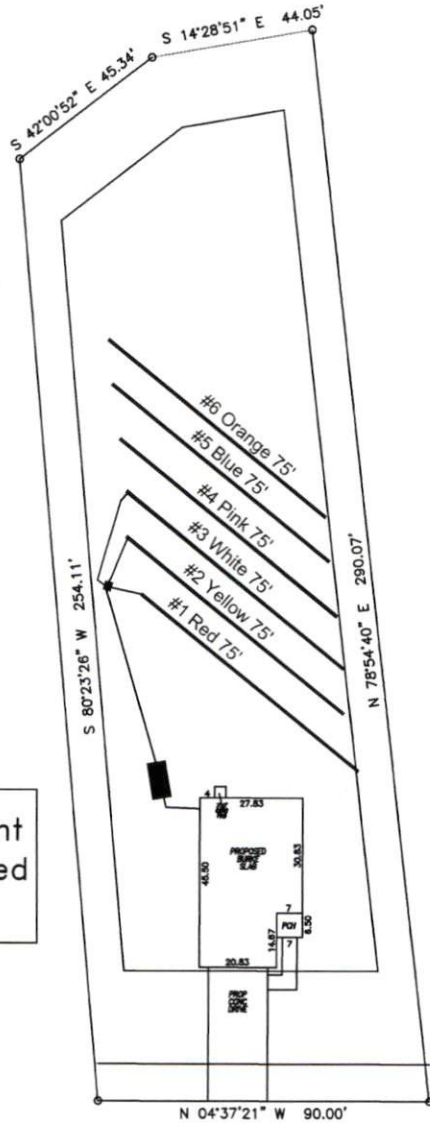 S 14°28'51" E 44.05'
S 42°00'52" E 45.34'
#6 Orange 75'
#5 Blue 75'
#4 Pink 75'
#3 White 75'
#2 Yellow 75'
#1 Red 75'
S 80°23'26" W 254.11'
N 78°54'40" E 290.07'
nt
ed
4
27.83
PROPOSED
BURKE
SLAB
46.50
30.83
7
PCH
6.50
7
14.67
20.83
PROP
CONC
DRIVE
N 04°37'21" W 90.00'